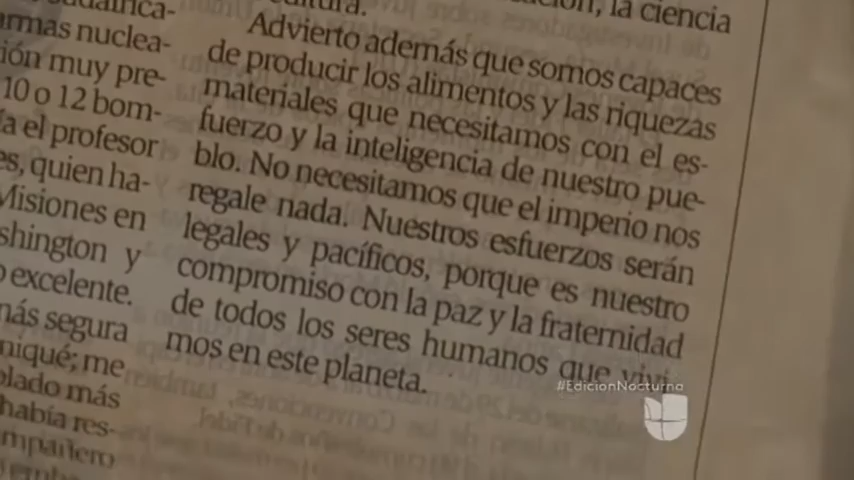 armas nuclea-
ión muy pre-
10 o 12 bom-
el profesor
es, quien ha-
Misiones en
shington y
o excelente.
más segura
niqué; me
olado más
había res-
mpañero
la ciencia
Advierto además que somos capaces
de producir los alimentos y las riquezas
materiales que necesitamos con el es-
fuerzo y la inteligencia de nuestro pue-
blo. No necesitamos que el imperio nos
regale nada. Nuestros esfuerzos serán
legales y pacíficos, porque es nuestro
compromiso con la paz y la fraternidad
de todos los seres humanos que vivi-
mos en este planeta.
#EdicionNocturna